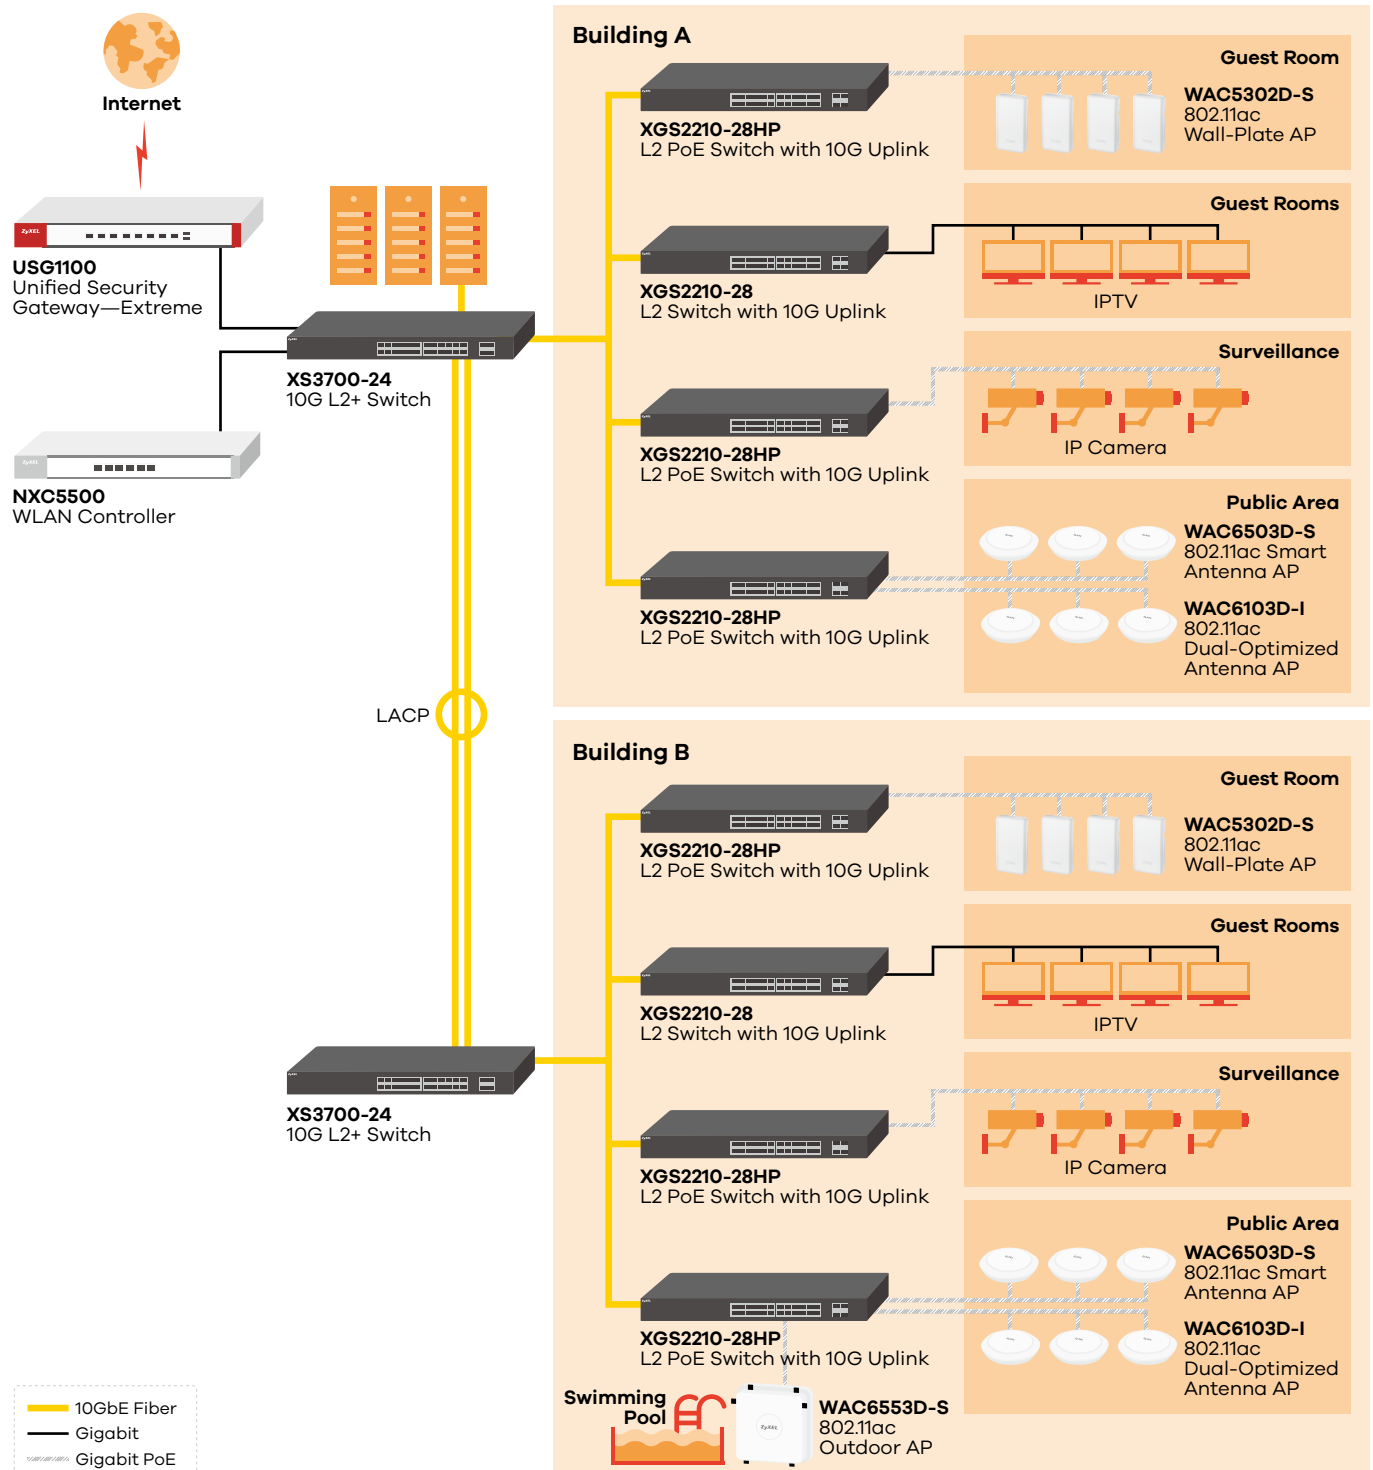 Internet
ZyXEL
USG1100
Unified Security
Gateway—Extreme
XS3700-24
10G L2+ Switch
ZyXEL
NXC5500
WLAN Controller
LACP
XS3700-24
10G L2+ Switch
Building A
XGS2210-28HP
L2 PoE Switch with 10G Uplink
Guest Room
WAC5302D-S
802.11ac
Wall-Plate AP
XGS2210-28
L2 Switch with 10G Uplink
Guest Rooms
IPTV
XGS2210-28HP
L2 PoE Switch with 10G Uplink
Surveillance
IP Camera
XGS2210-28HP
L2 PoE Switch with 10G Uplink
Public Area
WAC6503D-S
802.11ac Smart
Antenna AP
WAC6103D-I
802.11ac
Dual-Optimized
Antenna AP
Building B
XGS2210-28HP
L2 PoE Switch with 10G Uplink
Guest Room
WAC5302D-S
802.11ac
Wall-Plate AP
XGS2210-28
L2 Switch with 10G Uplink
Guest Rooms
IPTV
XGS2210-28HP
L2 PoE Switch with 10G Uplink
Surveillance
IP Camera
XGS2210-28HP
L2 PoE Switch with 10G Uplink
Public Area
WAC6503D-S
802.11ac Smart
Antenna AP
WAC6103D-I
802.11ac
Dual-Optimized
Antenna AP
Swimming
Pool
ZyXEL
WAC6553D-S
802.11ac
Outdoor AP
10GbE Fiber
Gigabit
Gigabit PoE